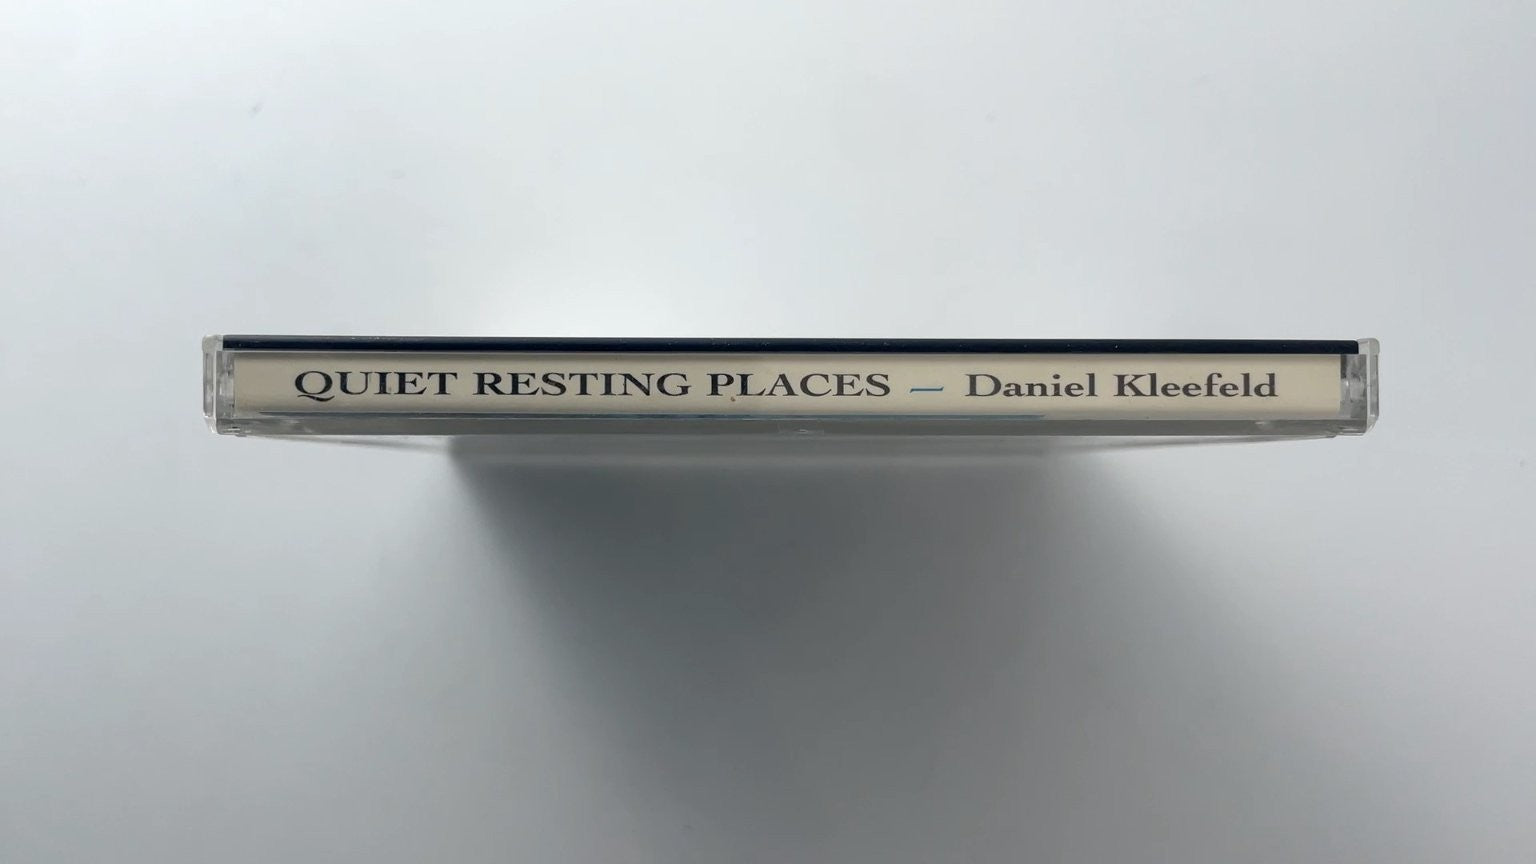 QUIET RESTING PLACES – Daniel Kleefeld